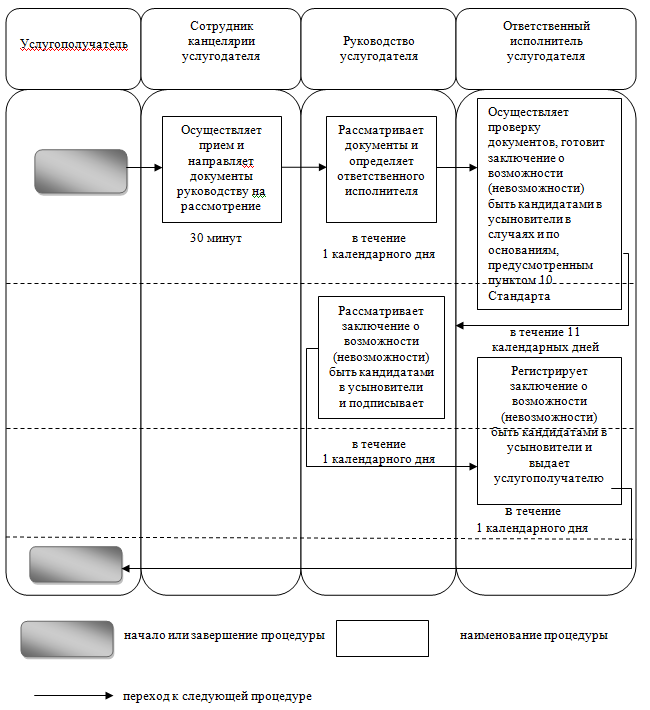 Услугополучатель
Сотрудник
канцелярии
услугодателя
Руководство
услугодателя
Ответственный
исполнитель
услугодателя
Осуществляет
прием и
направляет
документы
руководству на
рассмотрение
30 минут
Рассматривает
документы и
определяет
ответственного
исполнителя
в течение
1 календарного дня
Осуществляет
проверку
документов, готовит
заключение о
возможности
(невозможности)
быть кандидатами в
усыновители в
случаях и по
основаниям,
предусмотренным
пунктом 10
Стандарта
в течение 11
календарных дней
Рассматривает
заключение о
возможности
(невозможности)
быть кандидатами
в усыновители
и подписывает
в течение
1 календарного дня
Регистрирует
заключение о
возможности
(невозможности)
быть кандидатами в
усыновители и
выдает
услугополучателю
в течение
1 календарного дня
начало или завершение процедуры
наименование процедуры
переход к следующей процедуре